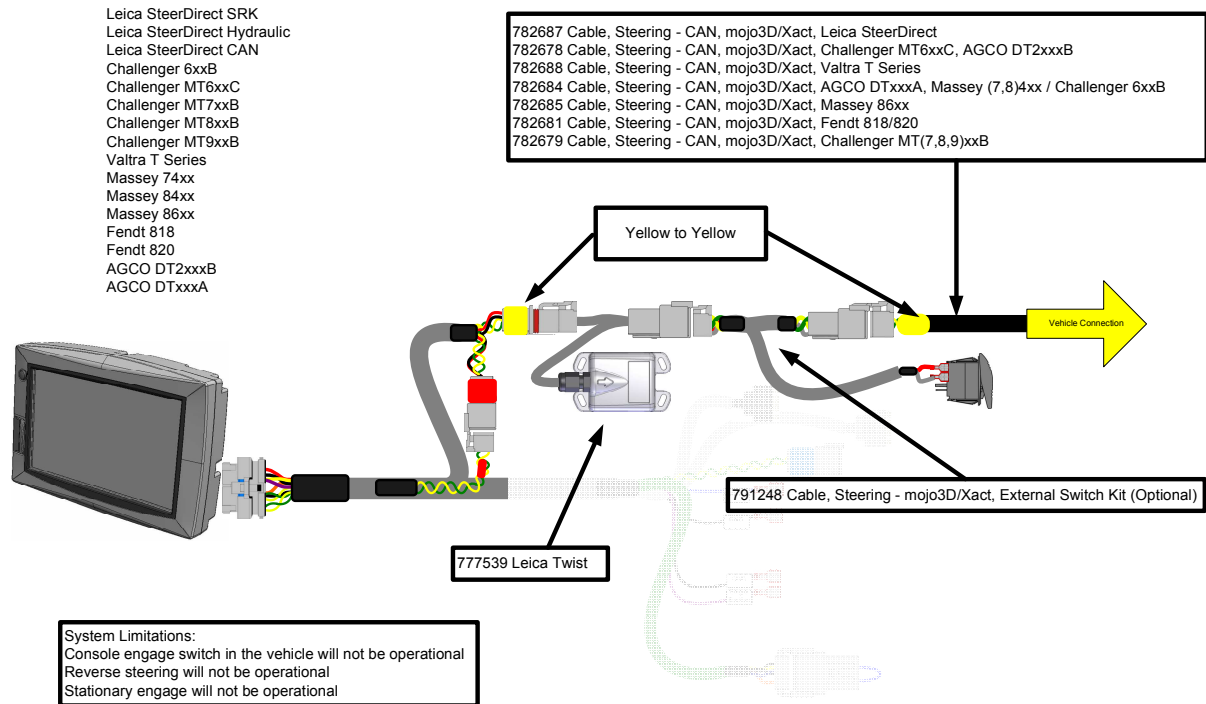 Leica SteerDirect SRK
Leica SteerDirect Hydraulic
Leica SteerDirect CAN
Challenger 6xxB
Challenger MT6xxC
Challenger MT7xxB
Challenger MT8xxB
Challenger MT9xxB
Valtra T Series
Massey 74xx
Massey 84xx
Massey 86xx
Fendt 818
Fendt 820
AGCO DT2xxxB
AGCO DTxxxA
782687 Cable, Steering - CAN, mojo3D/Xact, Leica SteerDirect
782678 Cable, Steering - CAN, mojo3D/Xact, Challenger MT6xxC, AGCO DT2xxxB
782688 Cable, Steering - CAN, mojo3D/Xact, Valtra T Series
782684 Cable, Steering - CAN, mojo3D/Xact, AGCO DTxxxA, Massey (7,8)4xx / Challenger 6xxB
782685 Cable, Steering - CAN, mojo3D/Xact, Massey 86xx
782681 Cable, Steering - CAN, mojo3D/Xact, Fendt 818/820
782679 Cable, Steering - CAN, mojo3D/Xact, Challenger MT(7,8,9)xxB
Yellow to Yellow
Vehicle Connection
791248 Cable, Steering - mojo3D/Xact, External Switch Kit (Optional)
777539 Leica Twist
System Limitations:
Console engage switch in the vehicle will not be operational
Reverse steering will not be operational
Stationary engage will not be operational